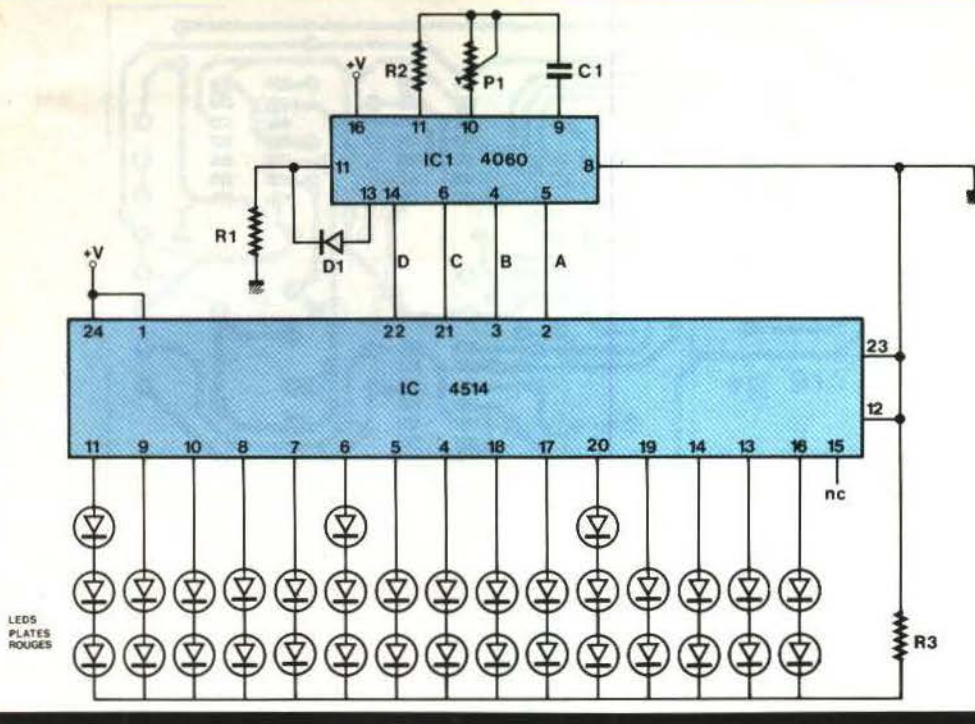 R2
P1
C1
+V
16 11 10 9
IC1 4060
11 8
13 14 6 4 5
R1
D1
D C B A
+V
24 1 22 21 3 2
23
IC 4514
12
11 9 10 8 7 6 5 4 18 17 20 19 14 13 16 15
nc
LEDS
PLATES
ROUGES
R3